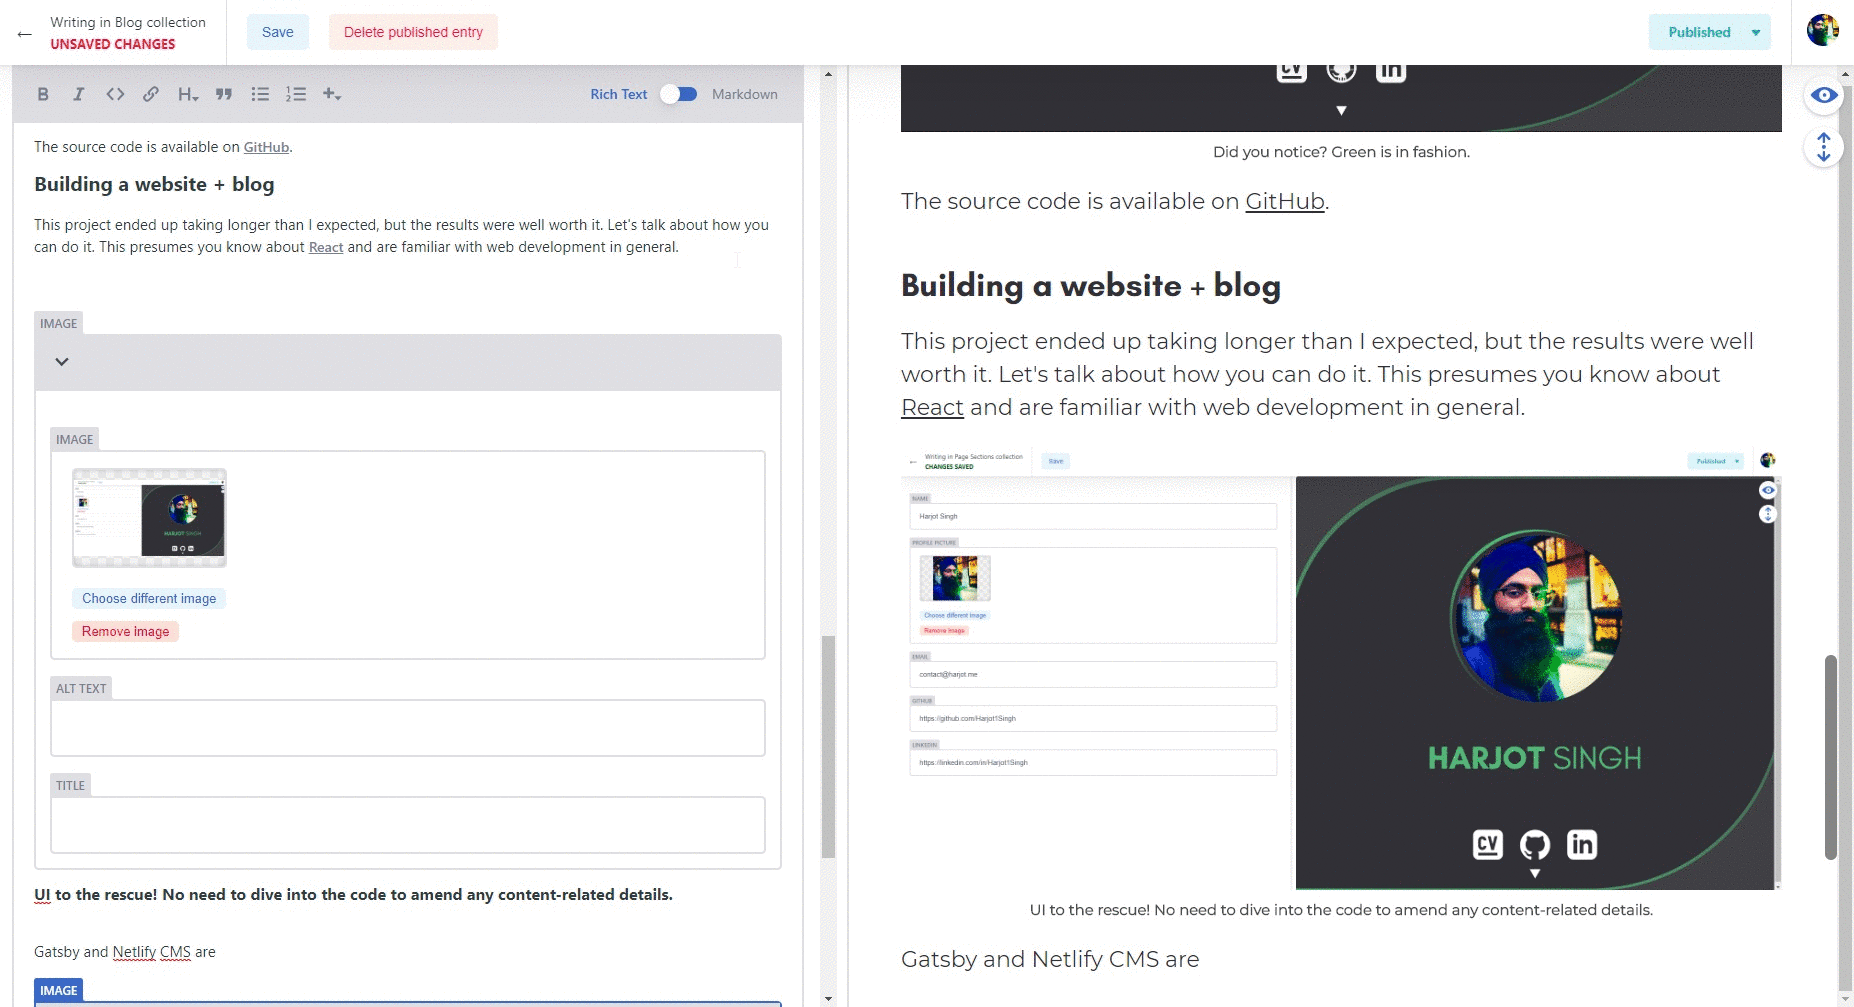 Writing in Blog collection
UNSAVED CHANGES
Save
Delete published entry
Published
B I <> H
Rich Text
Markdown
The source code is available on GitHub.
Building a website + blog
This project ended up taking longer than I expected, but the results were well worth it. Let's talk about how you
can do it. This presumes you know about React and are familiar with web development in general.
IMAGE
IMAGE
HARJOT SINGH
Choose different image
Remove image
ALT TEXT
TITLE
UI to the rescue! No need to dive into the code to amend any content-related details.
Gatsby and Netlify CMS are
IMAGE
CV in
Did you notice? Green is in fashion.
The source code is available on GitHub.
Building a website + blog
This project ended up taking longer than I expected, but the results were well
worth it. Let's talk about how you can do it. This presumes you know about
React and are familiar with web development in general.
Writing in Page Sections collection
CHANGES SAVED
Save
Published
NAME
Harjot Singh
PROFILE PICTURE
Choose different image
Remove image
EMAIL
contact@harjot.me
GITHUB
https://github.com/Harjot1Singh
LINKEDIN
https://linkedin.com/in/Harjot1Singh
HARJOT SINGH
CV in
UI to the rescue! No need to dive into the code to amend any content-related details.
Gatsby and Netlify CMS are